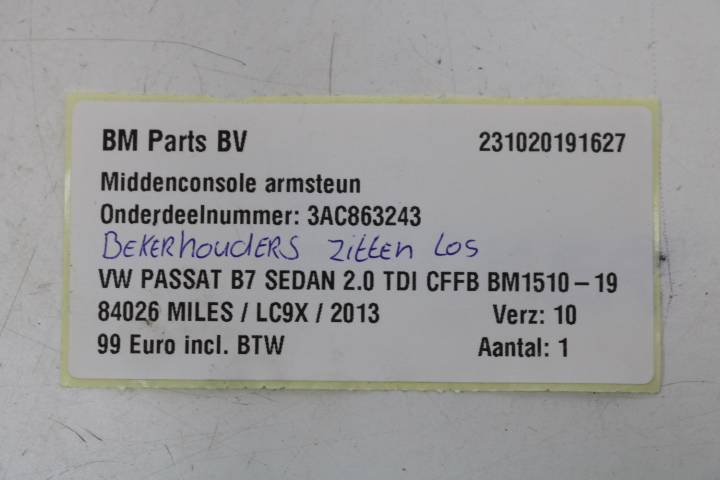 BM Parts BV 231020191627
Middenconsole armsteun
Onderdeelnummer: 3AC863243
BEKERhouDERS zitten Los
VW PASSAT B7 SEDAN 2.0 TDI CFFB BM1510-19
84026 MILES / LC9X / 2013 Verz: 10
99 Euro incl. BTW Aantal: 1